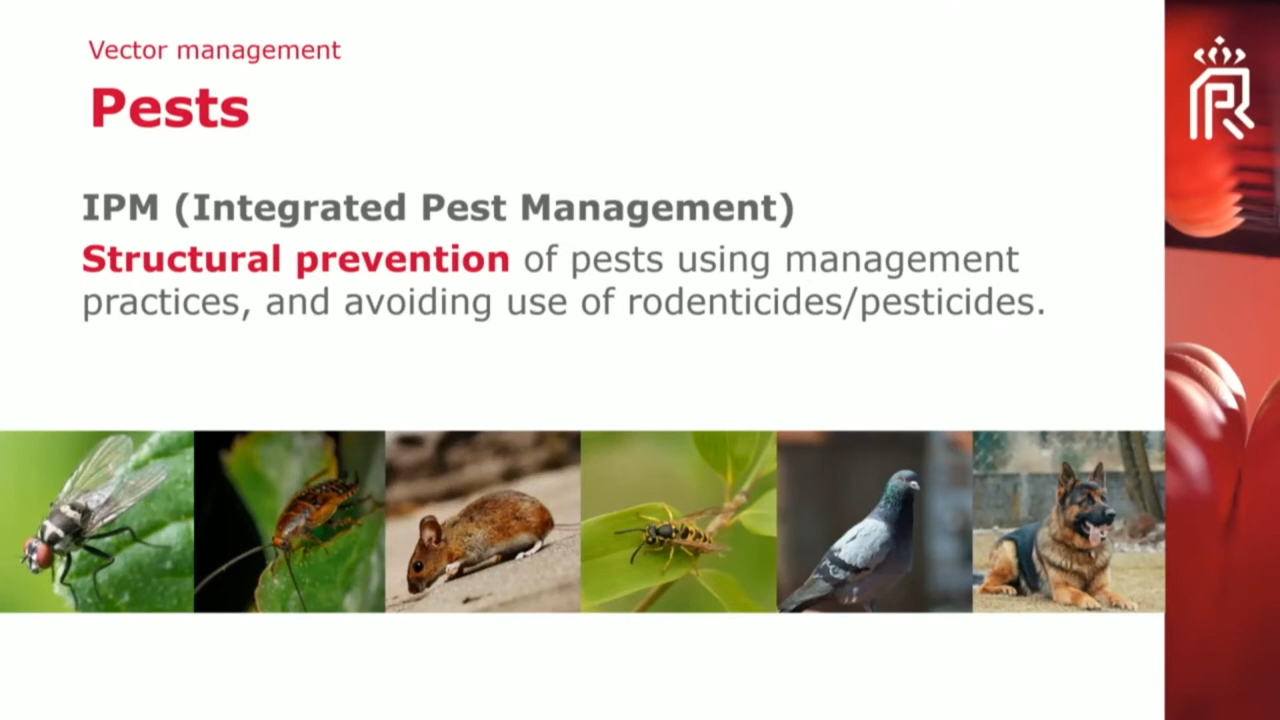 Vector management
Pests
IPM (Integrated Pest Management)
Structural prevention of pests using management
practices, and avoiding use of rodenticides/pesticides.